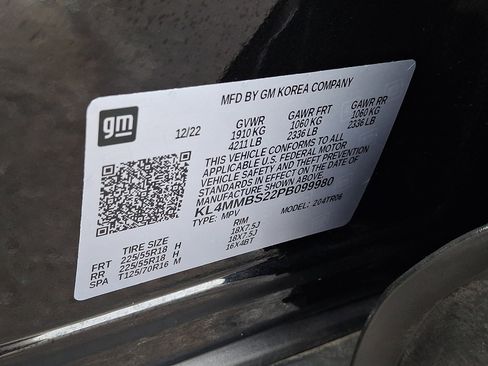 gm
MFD BY GM KOREA COMPANY
12/22 GVWR GAWR FRT GAWR RR
1910 KG 1060 KG 1060 KG
4211 LB 2336 LB 2336 LB
THIS VEHICLE CONFORMS TO ALL
APPLICABLE U.S. FEDERAL MOTOR
VEHICLE SAFETY AND THEFT PREVENTION
STANDARDS IN EFFECT ON THE DATE OF
MANUFACTURE SHOWN ABOVE.
KL4MMBS22PB099980
TYPE: MPV MODEL: 204TR06
TIRE SIZE RIM
FRT 225/55R18 H 18X7.5J
RR 225/55R18 H 18X7.5J
SPA T125/70R16 M 16X4BT